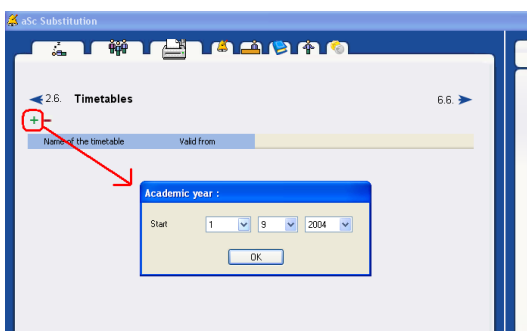 aSc Substitution
2.6. Timetables 6.6.
Name of the timetable Valid from
Academic year :
Start 1 9 2004
OK